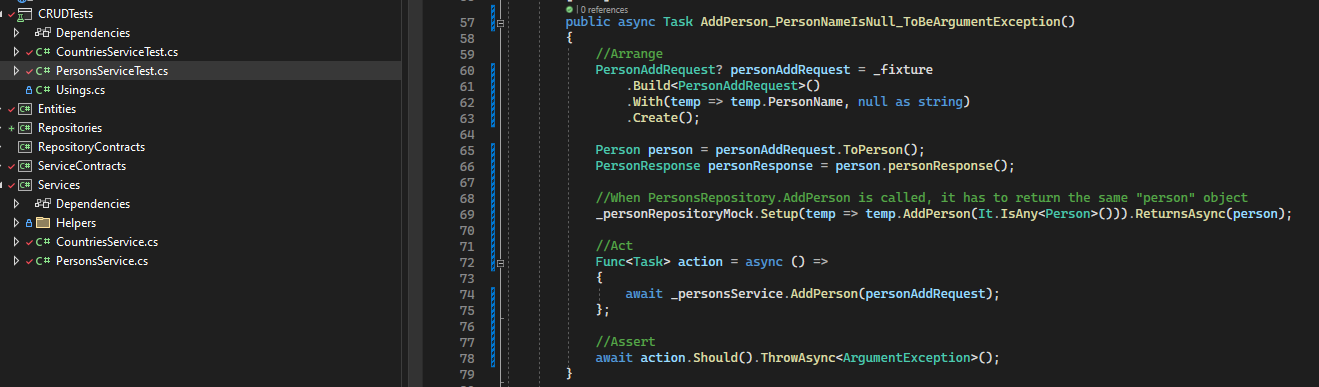 CRUDTests
Dependencies
C# CountriesServiceTest.cs
C# PersonsServiceTest.cs
C# Usings.cs
C# Entities
C# Repositories
C# RepositoryContracts
C# ServiceContracts
C# Services
Dependencies
Helpers
C# CountriesService.cs
C# PersonsService.cs
0 references
57 public async Task AddPerson_PersonNameIsNull_ToBeArgumentException()
58 {
59 //Arrange
60 PersonAddRequest? personAddRequest = _fixture
61 .Build<PersonAddRequest>()
62 .With(temp => temp.PersonName, null as string)
63 .Create();
64
65 Person person = personAddRequest.ToPerson();
66 PersonResponse personResponse = person.personResponse();
67
68 //When PersonsRepository.AddPerson is called, it has to return the same "person" object
69 _personRepositoryMock.Setup(temp => temp.AddPerson(It.IsAny<Person>())).ReturnsAsync(person);
70
71 //Act
72 Func<Task> action = async () =>
73 {
74 await _personsService.AddPerson(personAddRequest);
75 };
76
77 //Assert
78 await action.Should().ThrowAsync<ArgumentException>();
79 }